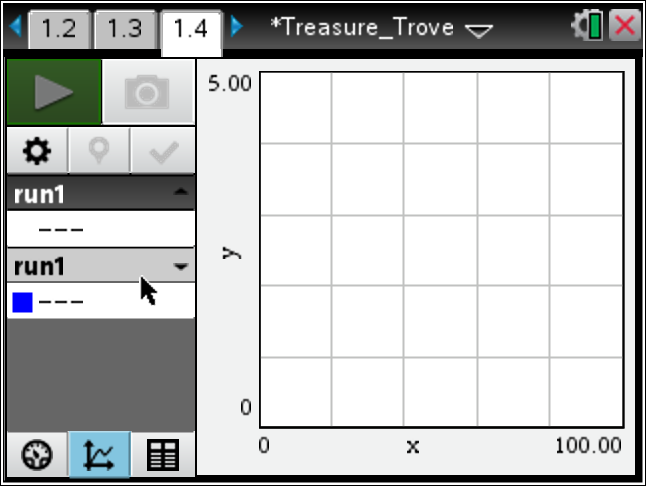 1.2 1.3 1.4 *Treasure_Trove
5.00
run1
---
y
run1
---
0
0 x 100.00